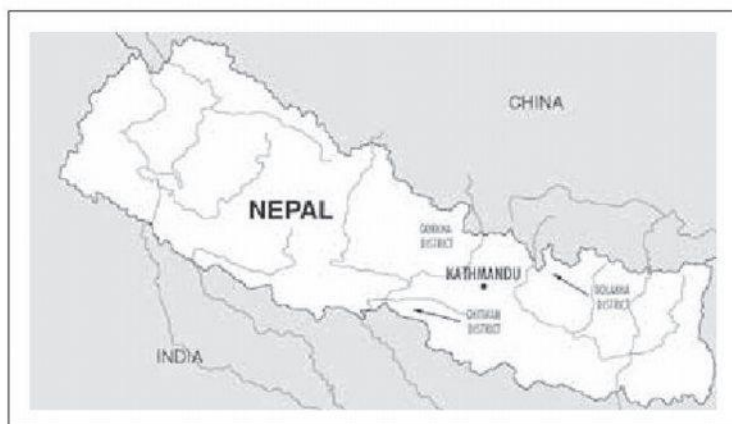 CHINA
NEPAL
GORKHA
DISTRICT
KATHMANDU
DOLAKHA
DISTRICT
CHITWAN
DISTRICT
INDIA